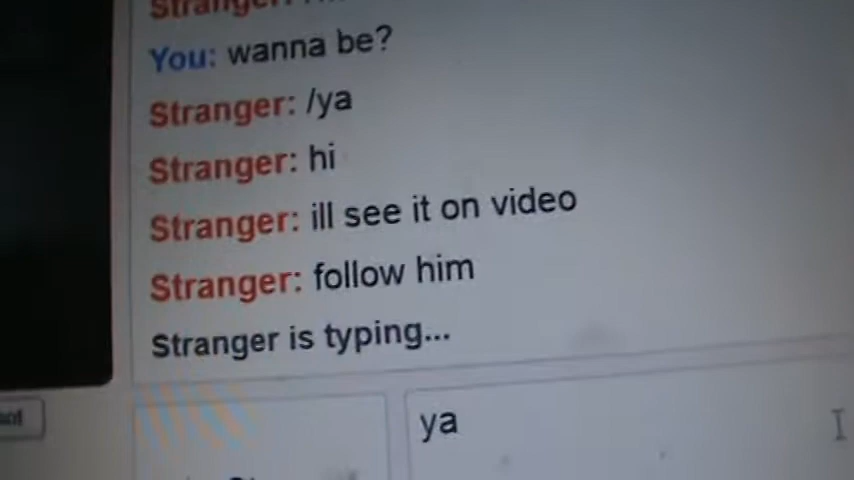 Stranger:
You: wanna be?
Stranger: /ya
Stranger: hi
Stranger: ill see it on video
Stranger: follow him
Stranger is typing...
ya